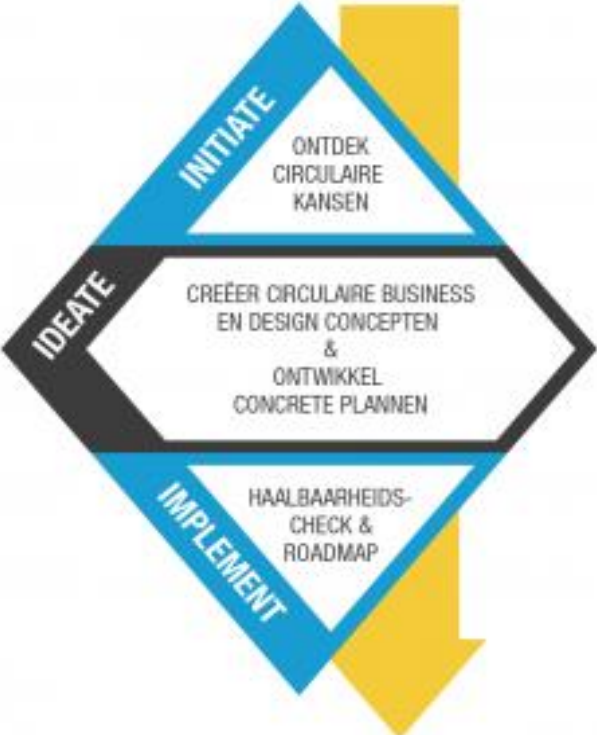 INITIATE
ONTDEK
CIRCULAIRE
KANSEN
IDEATE
CREËER CIRCULAIRE BUSINESS
EN DESIGN CONCEPTEN
&
ONTWIKKEL
CONCRETE PLANNEN
IMPLEMENT
HAALBAARHEIDS-
CHECK &
ROADMAP